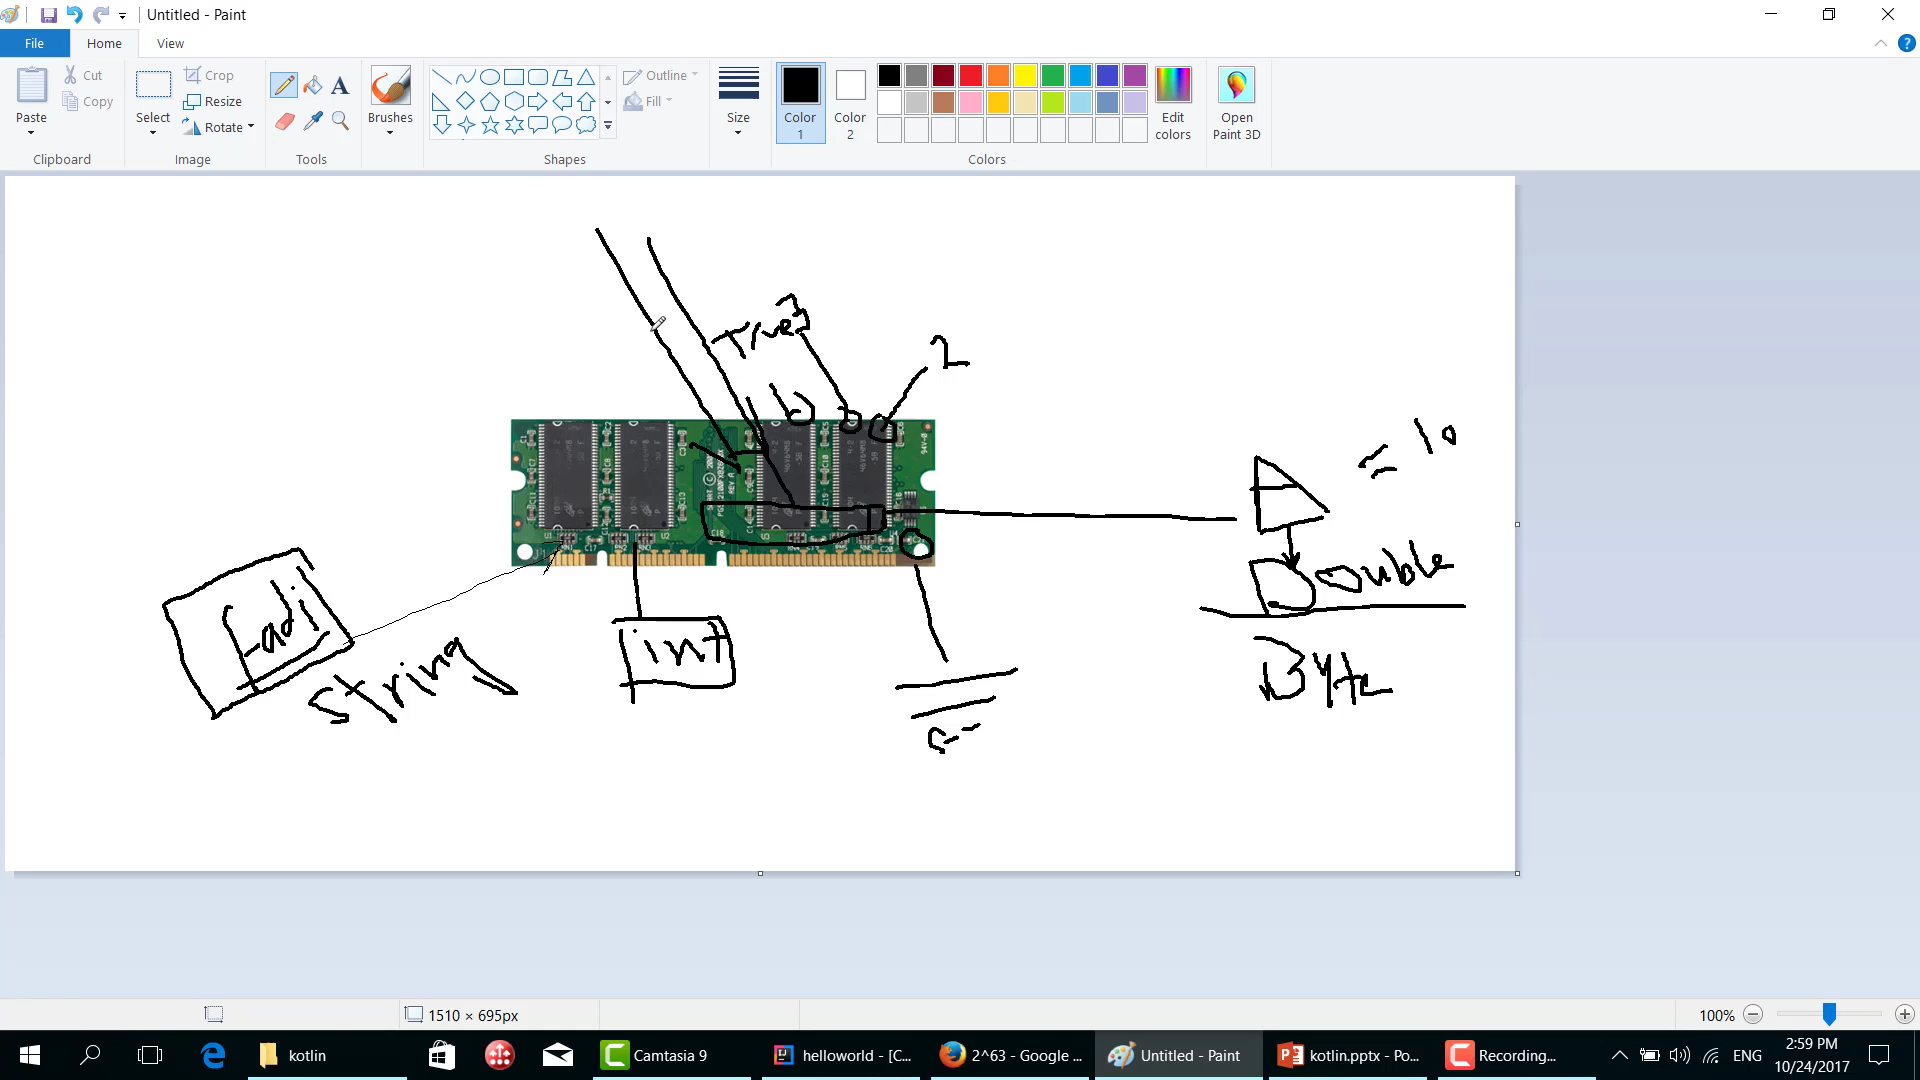 Untitled - Paint
File
Home
View
Paste
Cut
Copy
Clipboard
Select
Crop
Resize
Rotate
Image
Tools
Brushes
Shapes
Outline
Fill
Size
Color 1
Color 2
Edit colors
Colors
Open Paint 3D
True
2
= 10
A
Double
Byte
int
String
1510 × 695px
100%
kotlin
Camtasia 9
helloworld - [C...
2^63 - Google ...
Untitled - Paint
kotlin.pptx - Po...
Recording...
ENG
2:59 PM
10/24/2017